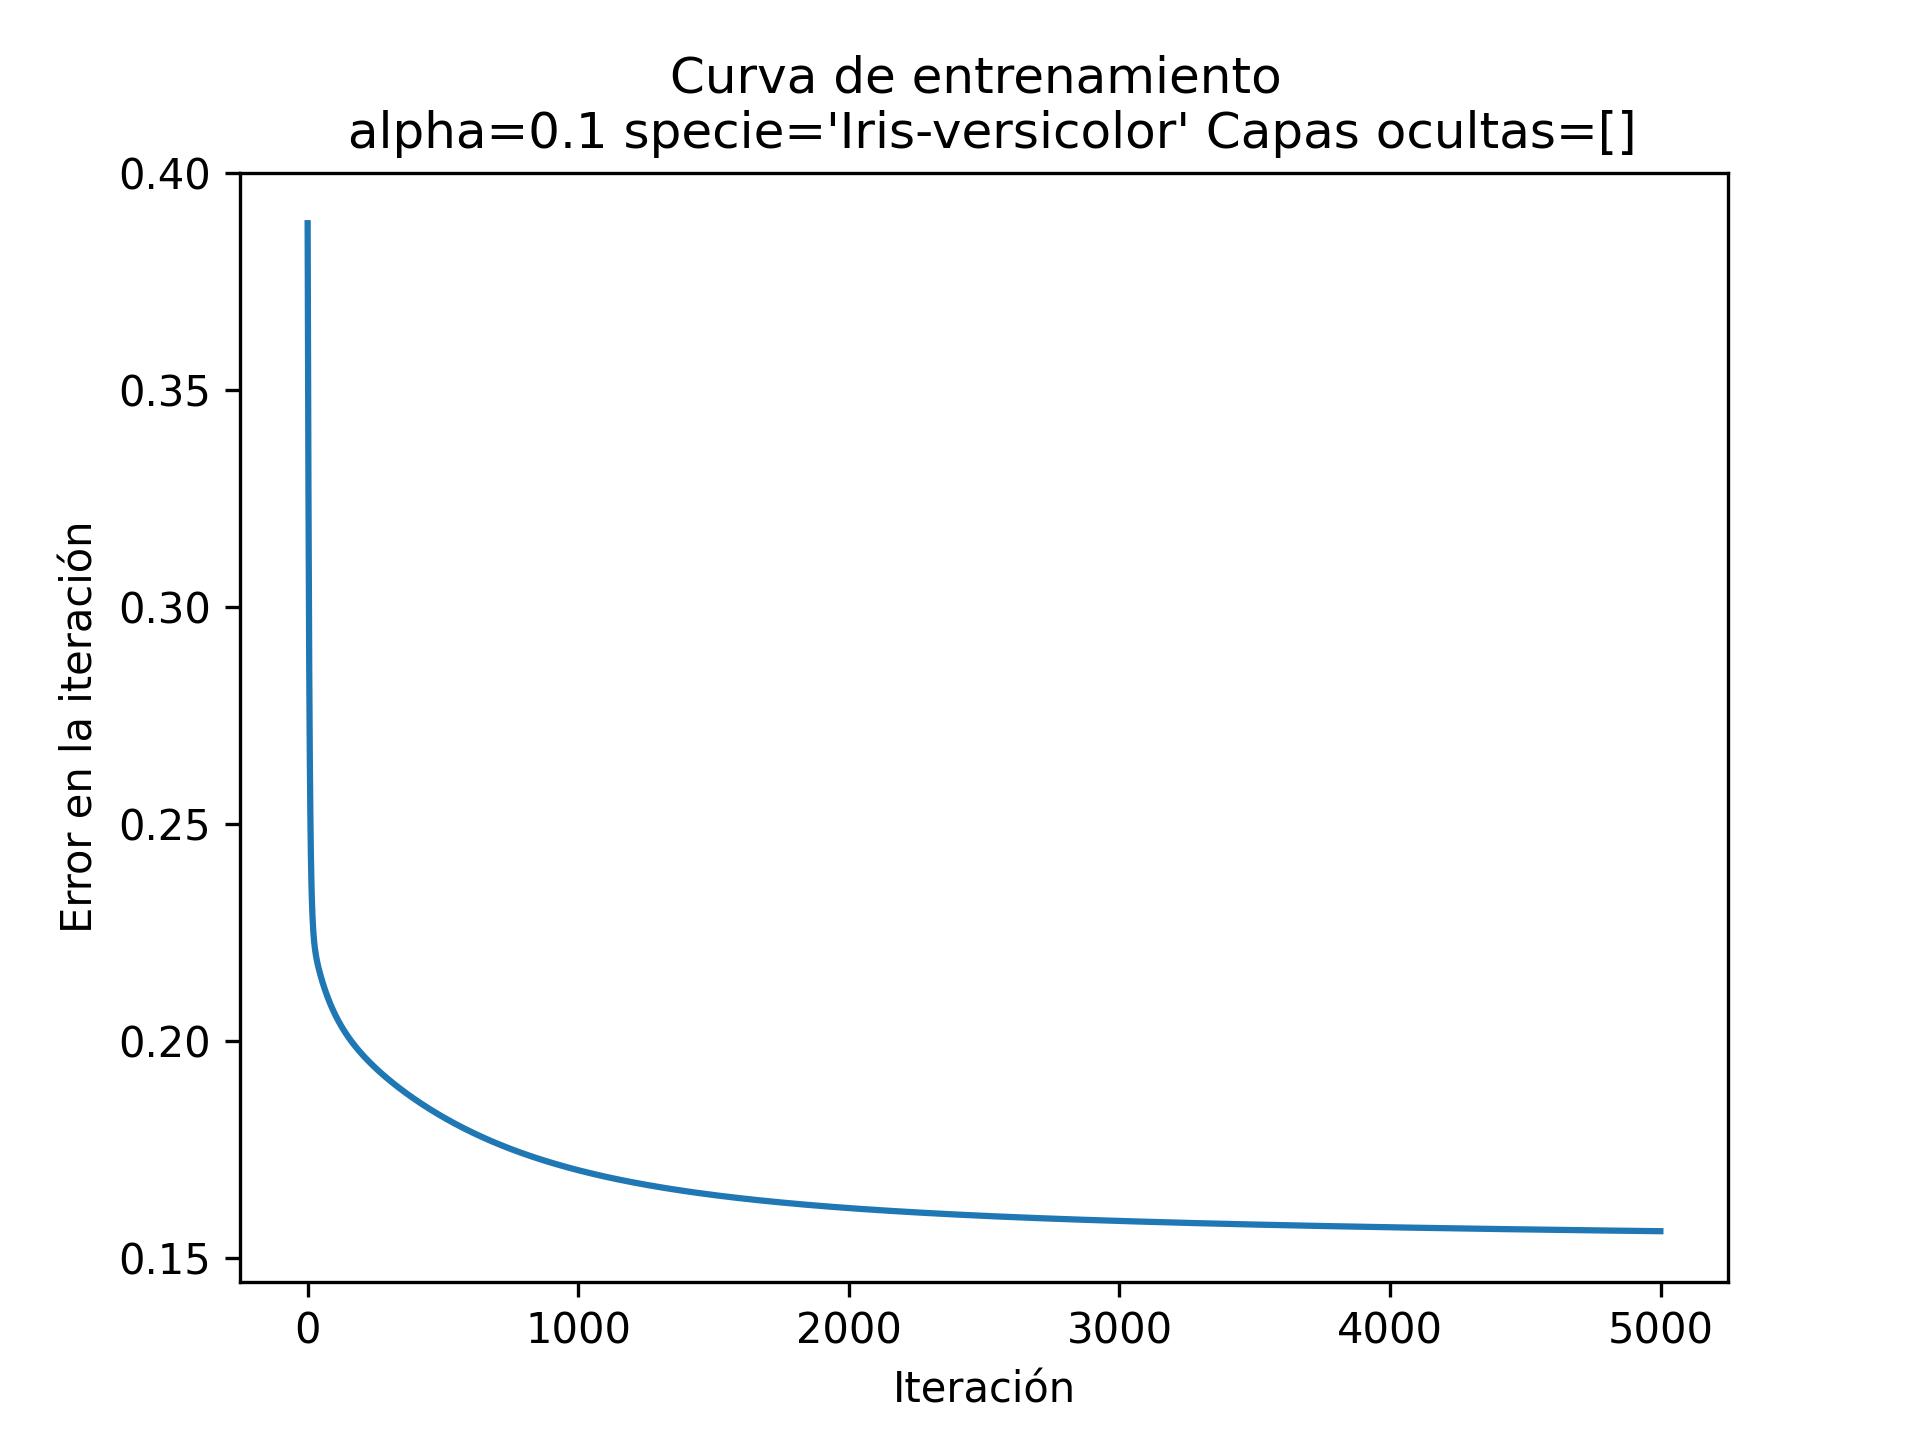 Curva de entrenamiento
alpha=0.1 specie='Iris-versicolor' Capas ocultas=[]
0.40
0.35
0.30
0.25
0.20
0.15
Error en la iteración
0 1000 2000 3000 4000 5000
Iteración